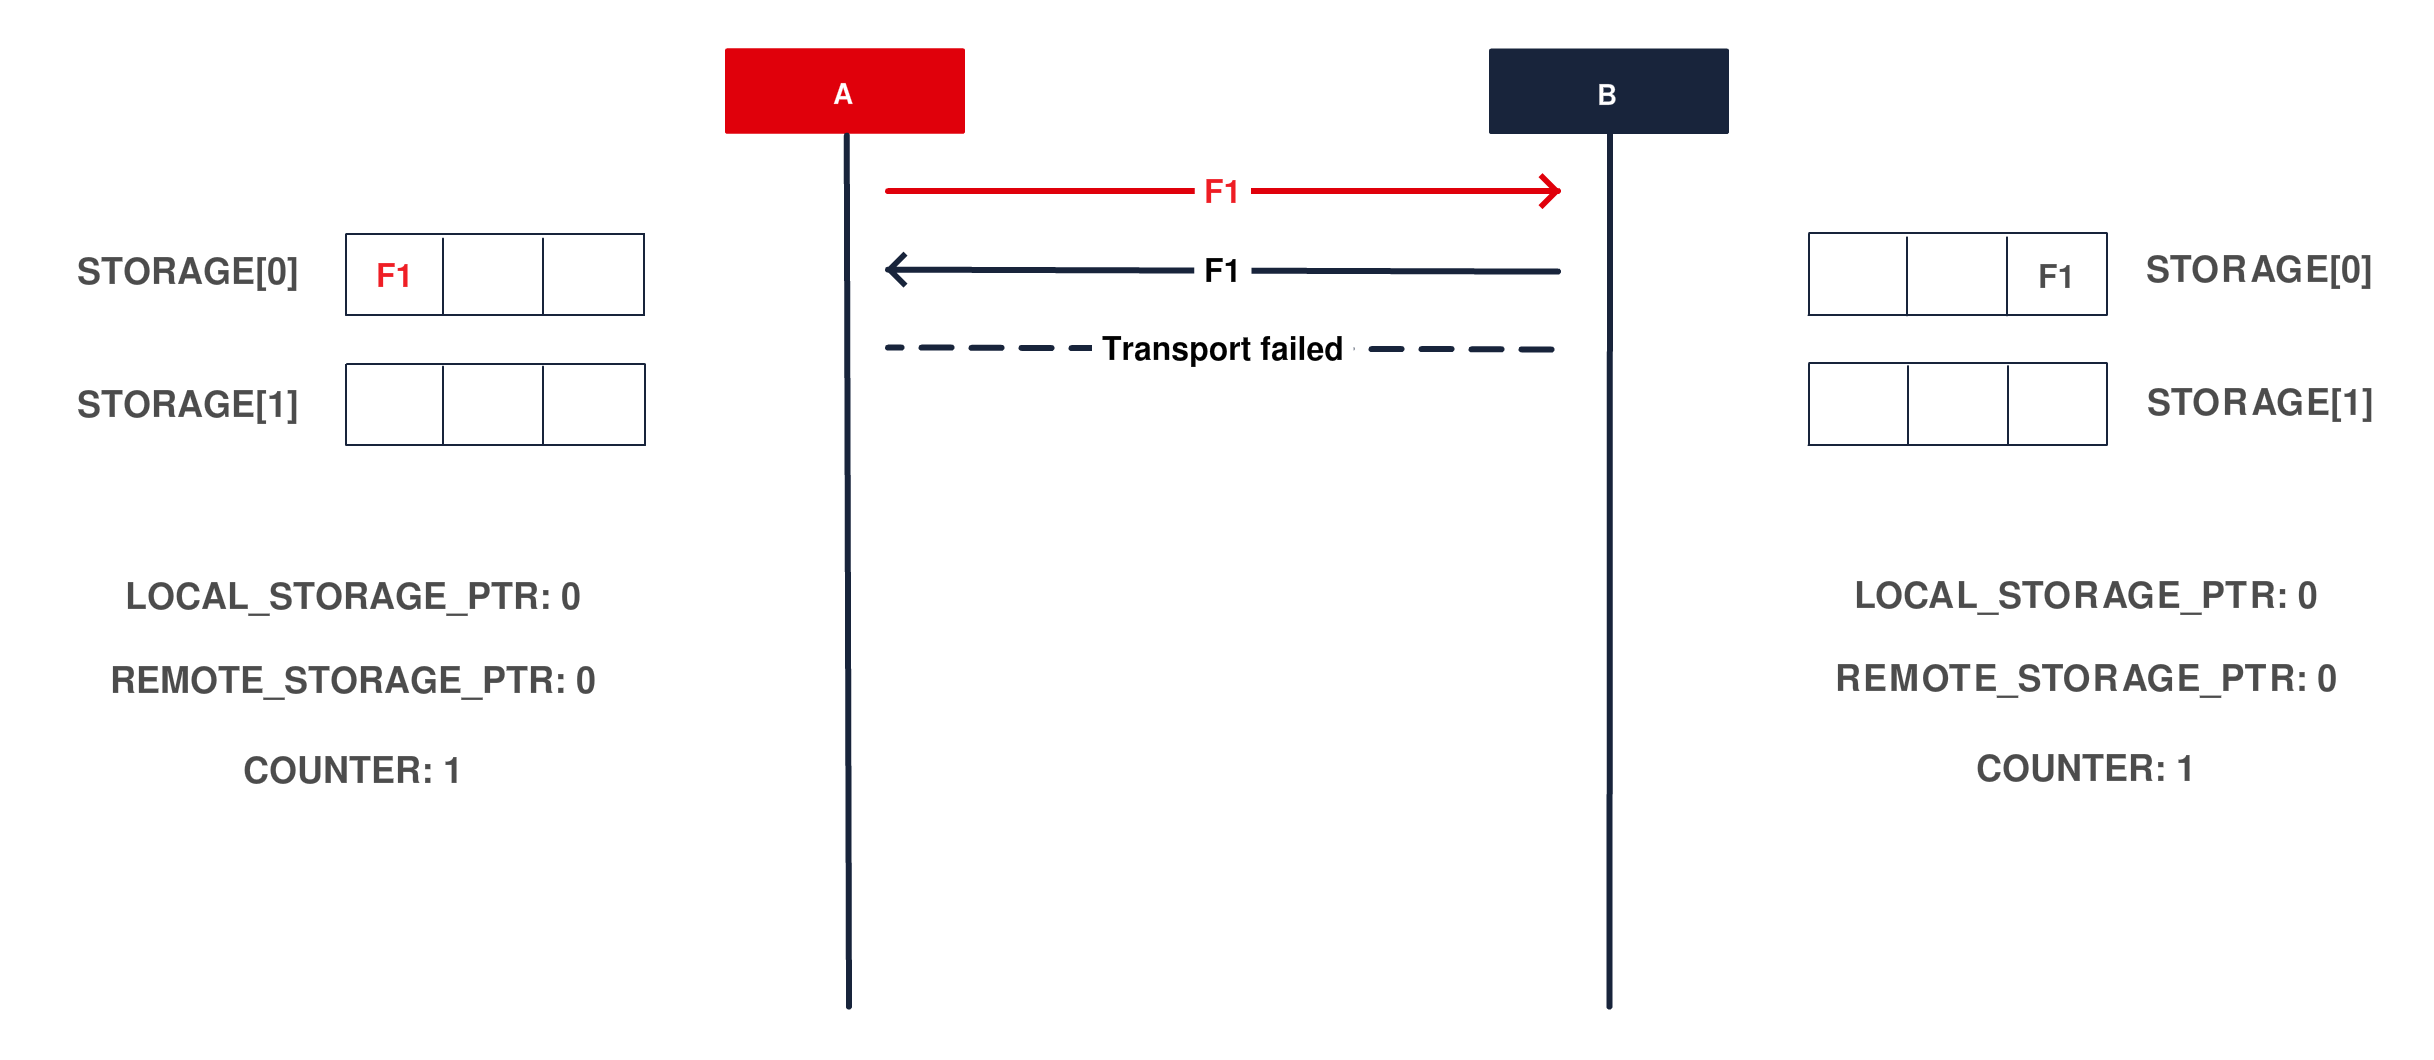 A
B
F1
STORAGE[0]
F1
F1
F1
STORAGE[0]
Transport failed
STORAGE[1]
STORAGE[1]
LOCAL_STORAGE_PTR: 0
LOCAL_STORAGE_PTR: 0
REMOTE_STORAGE_PTR: 0
REMOTE_STORAGE_PTR: 0
COUNTER: 1
COUNTER: 1